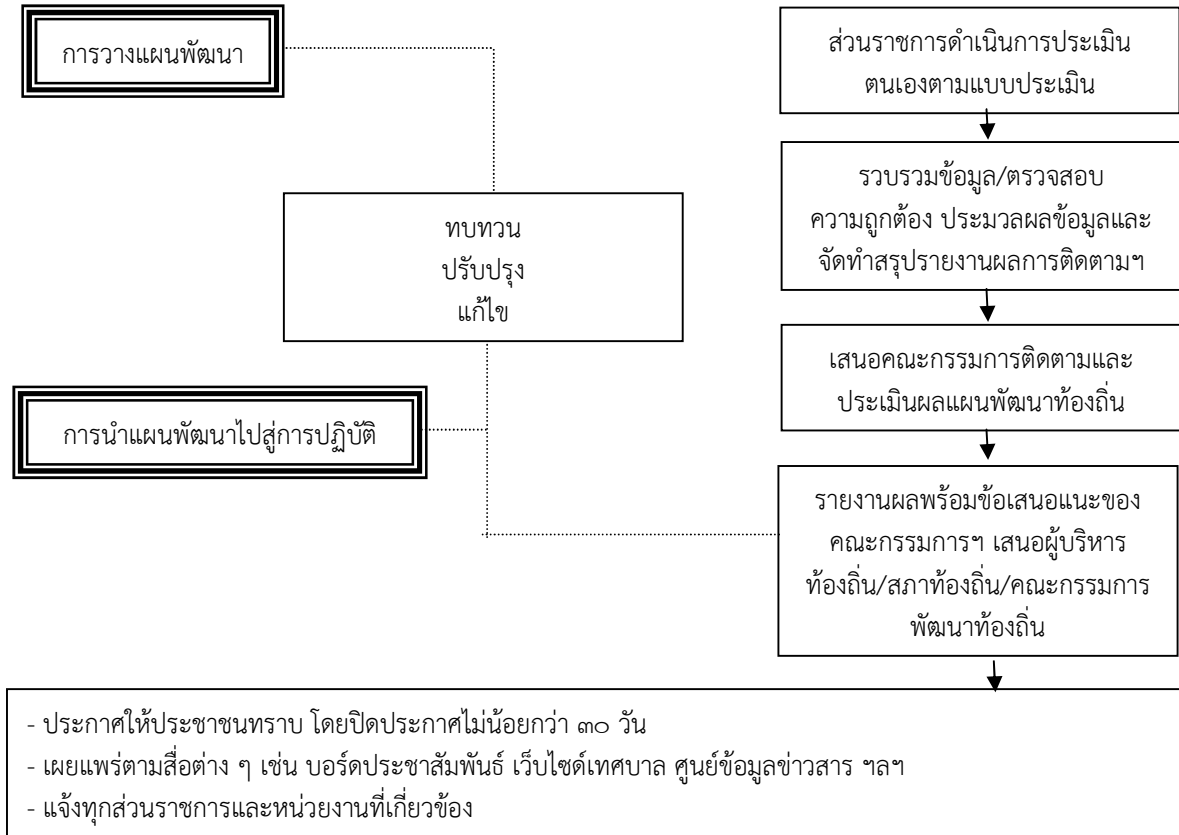 การวางแผนพัฒนา
ส่วนราชการดำเนินการประเมิน
ตนเองตามแบบประเมิน
รวบรวมข้อมูล/ตรวจสอบ
ความถูกต้อง ประมวลผลข้อมูลและ
จัดทำสรุปรายงานผลการติดตามฯ
ทบทวน
ปรับปรุง
แก้ไข
เสนอคณะกรรมการติดตามและ
ประเมินผลแผนพัฒนาท้องถิ่น
การนำแผนพัฒนาไปสู่การปฏิบัติ
รายงานผลพร้อมข้อเสนอแนะของ
คณะกรรมการฯ เสนอผู้บริหาร
ท้องถิ่น/สภาท้องถิ่น/คณะกรรมการ
พัฒนาท้องถิ่น
- ประกาศให้ประชาชนทราบ โดยปิดประกาศไม่น้อยกว่า ๓๐ วัน
- เผยแพร่ตามสื่อต่าง ๆ เช่น บอร์ดประชาสัมพันธ์ เว็บไซด์เทศบาล ศูนย์ข้อมูลข่าวสาร ฯลฯ
- แจ้งทุกส่วนราชการและหน่วยงานที่เกี่ยวข้อง